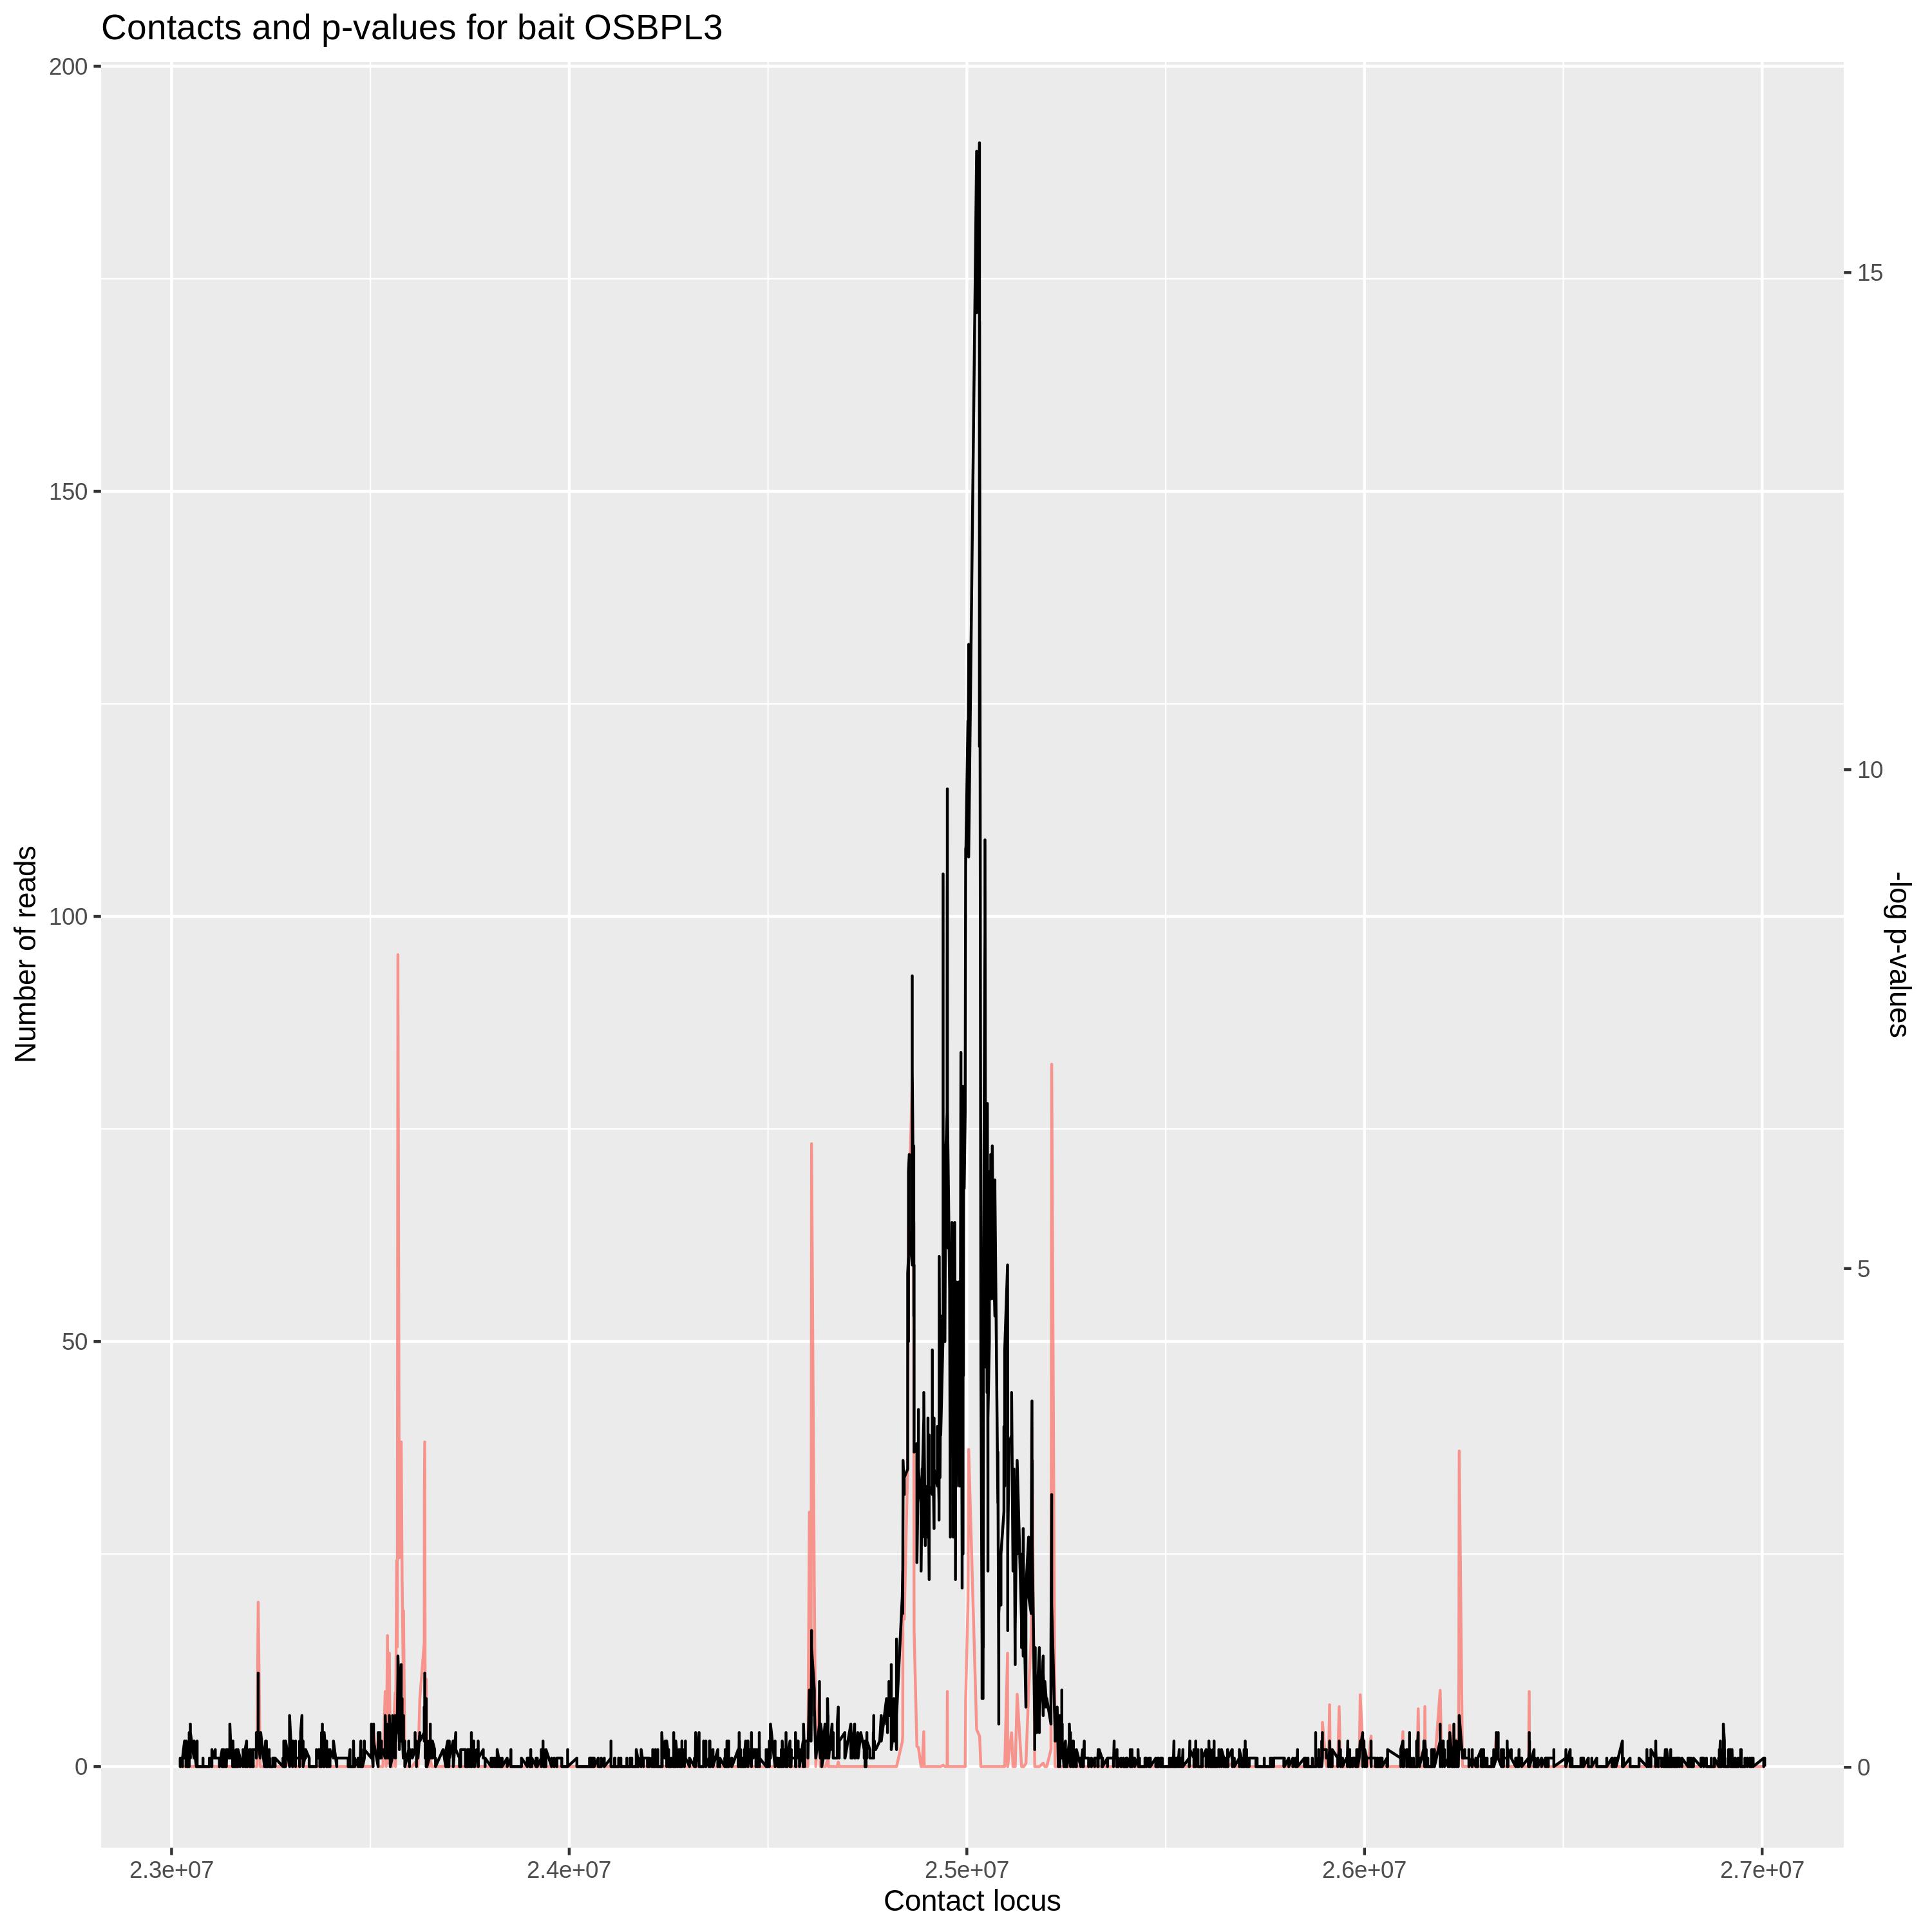 Contacts and p-values for bait OSBPL3
200
150
100
50
0
Number of reads
15
10
5
0
-log p-values
2.3e+07 2.4e+07 2.5e+07 2.6e+07 2.7e+07
Contact locus